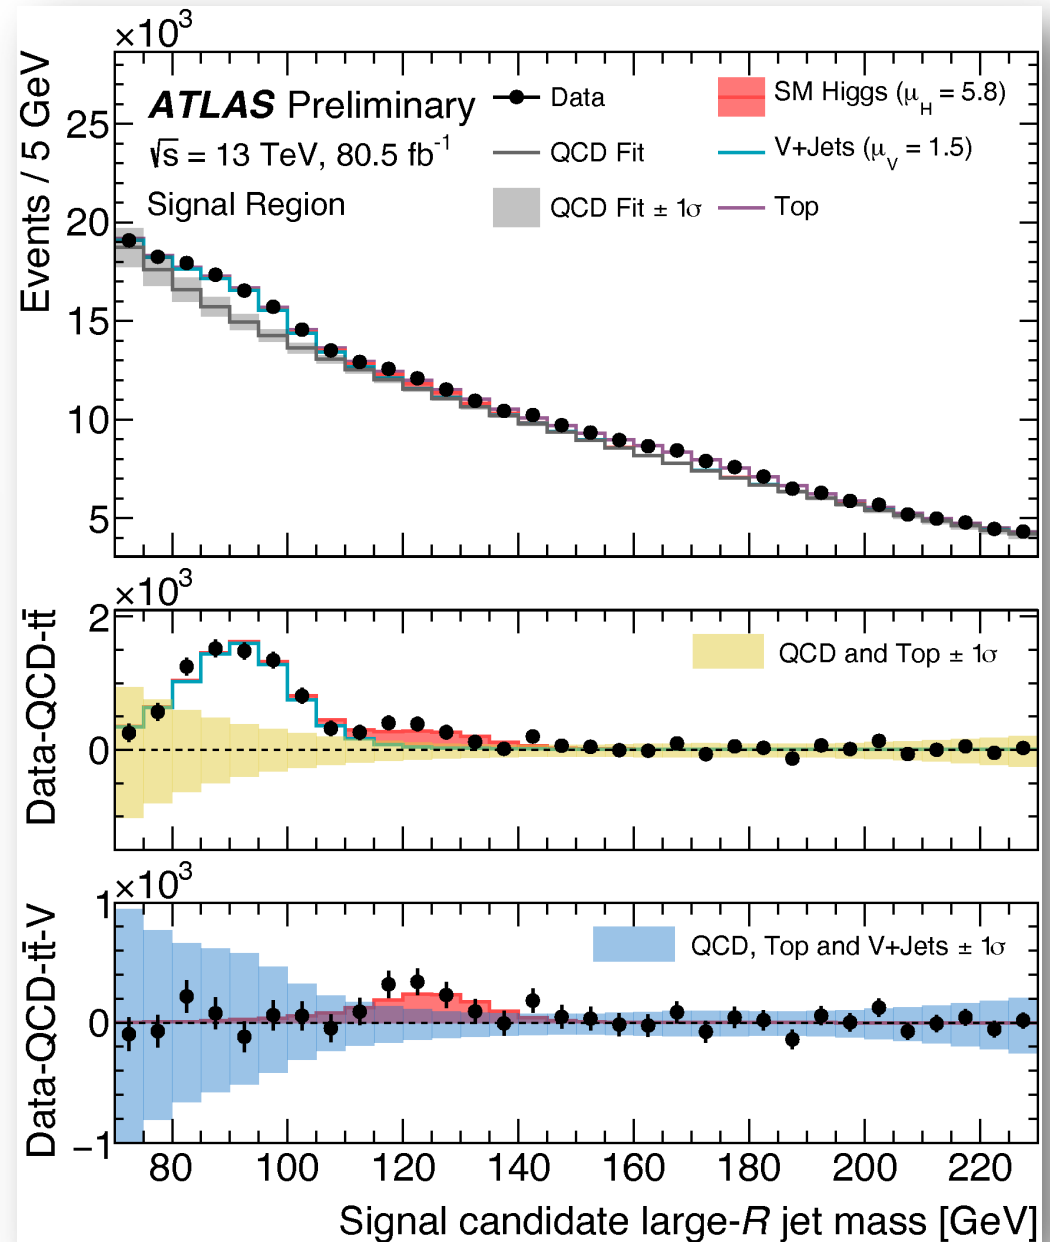 ×10³
Events / 5 GeV
25
20
15
10
5
ATLAS Preliminary
√s = 13 TeV, 80.5 fb⁻¹
Signal Region
Data
QCD Fit
QCD Fit ± 1σ
SM Higgs (μ_H = 5.8)
V+Jets (μ_V = 1.5)
Top
×10³
Data-QCD-tt̄
2
0
QCD and Top ± 1σ
×10³
Data-QCD-tt̄-V
1
0
−1
QCD, Top and V+Jets ± 1σ
80 100 120 140 160 180 200 220
Signal candidate large-R jet mass [GeV]